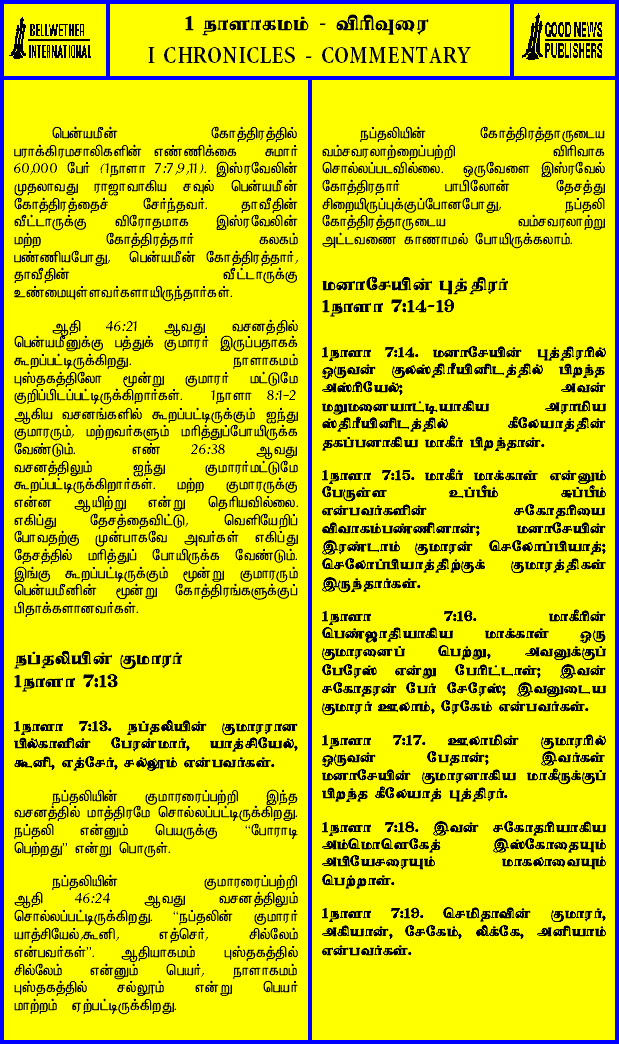 BELLWETHER
INTERNATIONAL
1 நாளாகமம் - விரிவுரை
I CHRONICLES - COMMENTARY
GOOD NEWS
PUBLISHERS
பென்யமீன் கோத்திரத்தில்
பராக்கிரமசாலிகளின் எண்ணிக்கை சுமார்
60,000 பேர் (1நாளா 7:7,9,11). இஸ்ரவேலின்
முதலாவது ராஜாவாகிய சவுல் பென்யமீன்
கோத்திரத்தைச் சேர்ந்தவர். தாவீதின்
வீட்டாருக்கு விரோதமாக இஸ்ரவேலின்
மற்ற கோத்திரத்தார் கலகம்
பண்ணியபோது, பென்யமீன் கோத்திரத்தார்,
தாவீதின் வீட்டாருக்கு
உண்மையுள்ளவர்களாயிருந்தார்கள்.
ஆதி 46:21 ஆவது வசனத்தில்
பென்யமீனுக்கு பத்துக் குமாரர் இருப்பதாகக்
கூறப்பட்டிருக்கிறது. நாளாகமம்
புஸ்தகத்திலோ மூன்று குமாரர் மட்டுமே
குறிப்பிடப்பட்டிருக்கிறார்கள். 1நாளா 8:1-2
ஆகிய வசனங்களில் கூறப்பட்டிருக்கும் ஐந்து
குமாரரும், மற்றவர்களும் மரித்துப்போயிருக்க
வேண்டும். எண் 26:38 ஆவது
வசனத்திலும் ஐந்து குமாரர்மட்டுமே
கூறப்பட்டிருக்கிறார்கள். மற்ற குமாரருக்கு
என்ன ஆயிற்று என்று தெரியவில்லை.
எகிப்து தேசத்தைவிட்டு, வெளியேறிப்
போவதற்கு முன்பாகவே அவர்கள் எகிப்து
தேசத்தில் மரித்துப் போயிருக்க வேண்டும்.
இங்கு கூறப்பட்டிருக்கும் மூன்று குமாரரும்
பென்யமீனின் மூன்று கோத்திரங்களுக்குப்
பிதாக்களானவர்கள்.
நப்தலியின் குமாரர்
1நாளா 7:13
1நாளா 7:13. நப்தலியின் குமாரரான
பில்காளின் பேரன்மார், யாத்சியேல்,
கூனி, எத்சேர், சல்லூம் என்பவர்கள்.
நப்தலியின் குமாரரைப்பற்றி இந்த
வசனத்தில் மாத்திரமே சொல்லப்பட்டிருக்கிறது.
நப்தலி என்னும் பெயருக்கு “போராடி
பெற்றது” என்று பொருள்.
நப்தலியின் குமாரரைப்பற்றி
ஆதி 46:24 ஆவது வசனத்திலும்
சொல்லப்பட்டிருக்கிறது. “நப்தலின் குமாரர்
யாத்சியேல்,கூனி, எத்செர், சில்லேம்
என்பவர்கள்”. ஆதியாகமம் புஸ்தகத்தில்
சில்லேம் என்னும் பெயர், நாளாகமம்
புஸ்தகத்தில் சல்லூம் என்று பெயர்
மாற்றம் ஏற்பட்டிருக்கிறது.
நப்தலியின் கோத்திரத்தாருடைய
வம்சவரலாற்றைப்பற்றி விரிவாக
சொல்லப்படவில்லை. ஒருவேளை இஸ்ரவேல்
கோத்திரதார் பாபிலோன் தேசத்து
சிறையிருப்புக்குப்போனபோது, நப்தலி
கோத்திரத்தாருடைய வம்சவரலாற்று
அட்டவணை காணாமல் போயிருக்கலாம்.
மனாசேயின் புத்திரர்
1நாளா 7:14-19
1நாளா 7:14. மனாசேயின் புத்திரரில்
ஒருவன் குலஸ்திரீயினிடத்தில் பிறந்த
அஸ்ரியேல்; அவன்
மறுமனையாட்டியாகிய அராமிய
ஸ்திரீயினிடத்தில் கீலேயாத்தின்
தகப்பனாகிய மாகீர் பிறந்தான்.
1நாளா 7:15. மாகீர் மாக்காள் என்னும்
பேருள்ள உப்பீம் சுப்பீம்
என்பவர்களின் சகோதரியை
விவாகம்பண்ணினான்; மனாசேயின்
இரண்டாம் குமாரன் செலோப்பியாத்;
செலோப்பியாத்திற்குக் குமாரத்திகள்
இருந்தார்கள்.
1நாளா 7:16. மாகீரின்
பெண்ஜாதியாகிய மாக்காள் ஒரு
குமாரனைப் பெற்று, அவனுக்குப்
பேரேஸ் என்று பேரிட்டாள்; இவன்
சகோதரன் பேர் சேரேஸ்; இவனுடைய
குமாரர் ஊலாம், ரேகேம் என்பவர்கள்.
1நாளா 7:17. ஊலாமின் குமாரரில்
ஒருவன் பேதான்; இவர்கள்
மனாசேயின் குமாரனாகிய மாகீருக்குப்
பிறந்த கீலேயாத் புத்திரர்.
1நாளா 7:18. இவன் சகோதரியாகிய
அம்மொளெகேத் இஸ்கோதையும்
அபியேசரையும் மாகலாவையும்
பெற்றாள்.
1நாளா 7:19. செமிதாவின் குமாரர்,
அகியான், சேகேம், லிக்கே, அனியாம்
என்பவர்கள்.